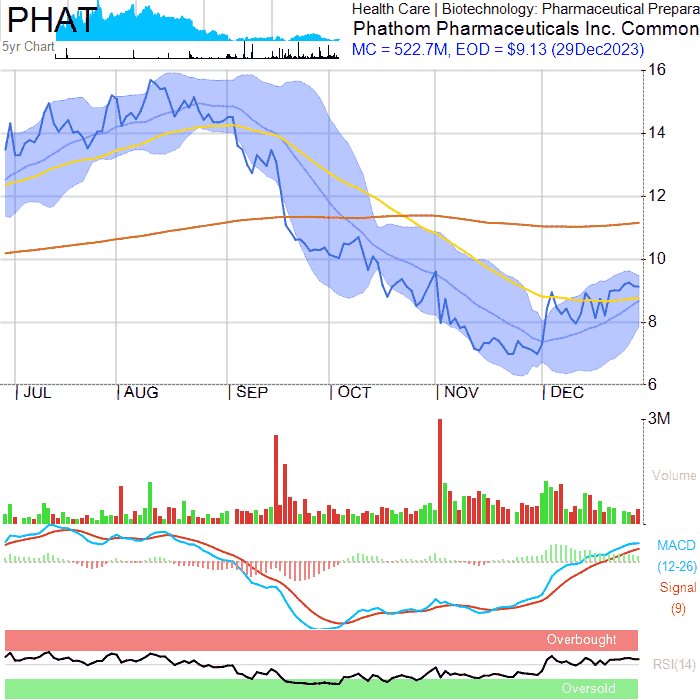 PHAT
5yr Chart
Health Care | Biotechnology: Pharmaceutical Prepara
Phathom Pharmaceuticals Inc. Common
MC = 522.7M, EOD = $9.13 (29Dec2023)
16
14
12
10
8
6
JUL
AUG
SEP
OCT
NOV
DEC
3M
Volume
MACD
(12-26)
Signal
(9)
Overbought
RSI(14)
Oversold